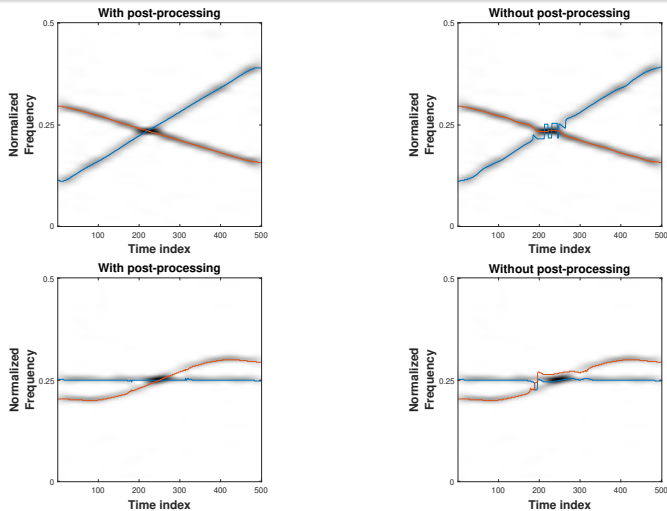 With post-processing
0.5
0.25
0
Normalized
Frequency
100 200 300 400 500
Time index
Without post-processing
0.5
0.25
0
Normalized
Frequency
100 200 300 400 500
Time index
With post-processing
0.5
0.25
0
Normalized
Frequency
100 200 300 400 500
Time index
Without post-processing
0.5
0.25
0
Normalized
Frequency
100 200 300 400 500
Time index